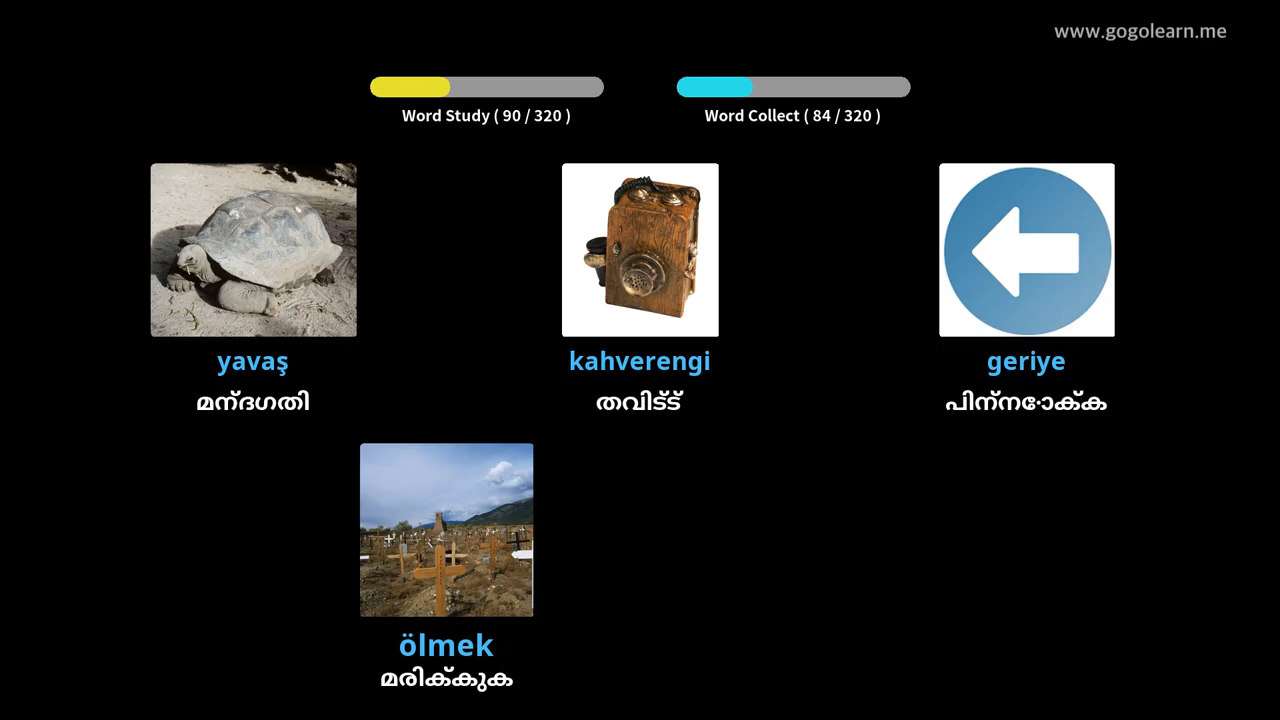 www.gogolearn.me
Word Study ( 90 / 320 )
Word Collect ( 84 / 320 )
yavaş
kahverengi
geriye
മന്ദഗതി
തവിട്ട്
പിന്നോക്ക
ölmek
മരിക്കുക